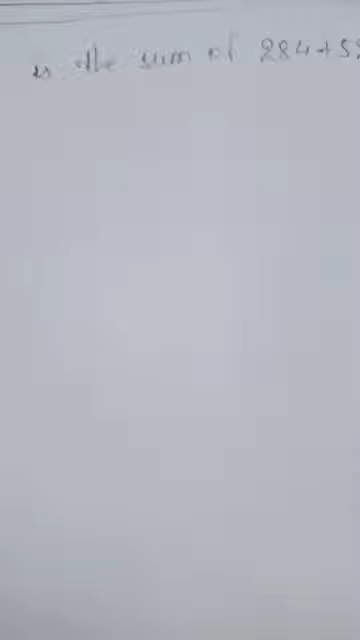 is the sum of 284+5